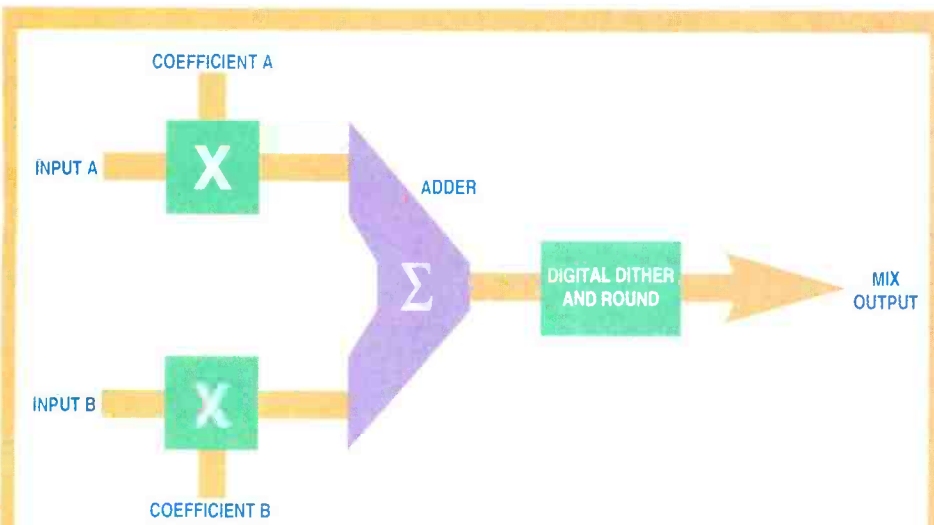 COEFFICIENT A
INPUT A
X
ADDER
Σ
DIGITAL DITHER
AND ROUND
MIX
OUTPUT
INPUT B
X
COEFFICIENT B